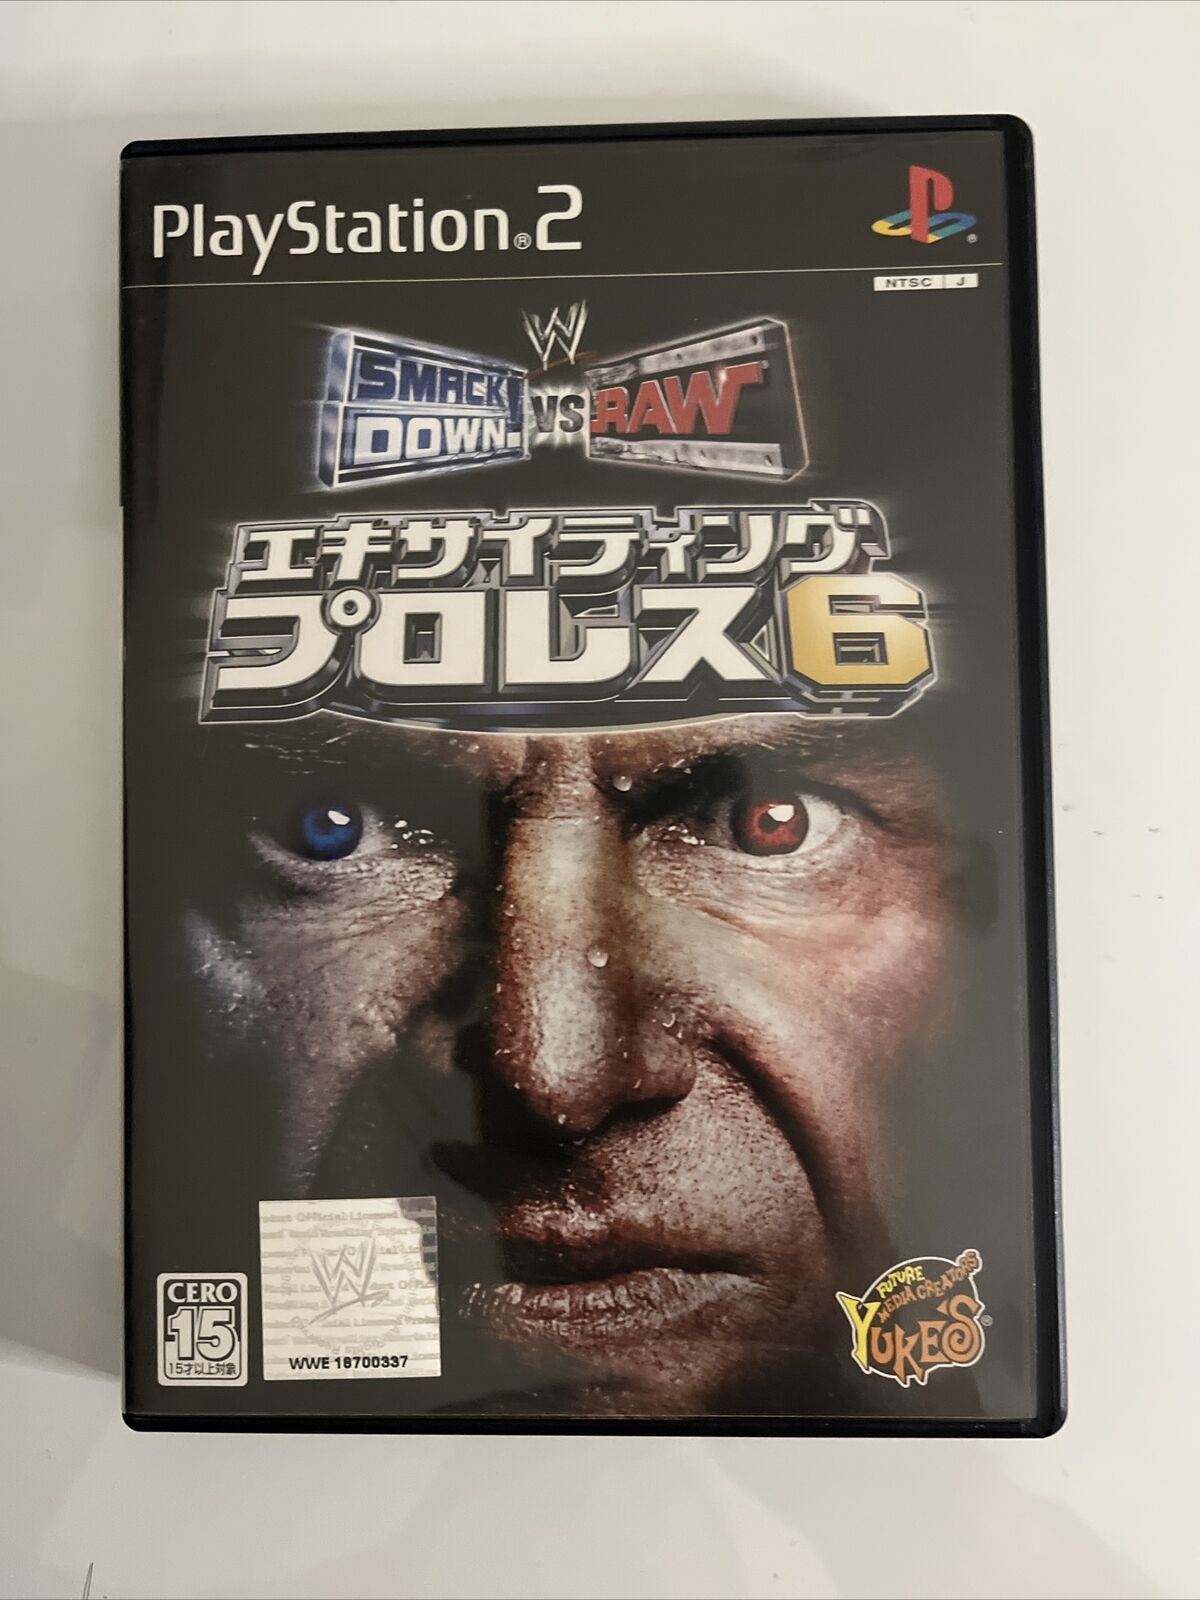 PlayStation®2
NTSC J
W
SMACK
DOWN! VS RAW
エキサイティング
プロレス6
CERO
15
15才以上対象
WWE 18700337
FUTURE
MEDIA CREATORS
YUKE'S®